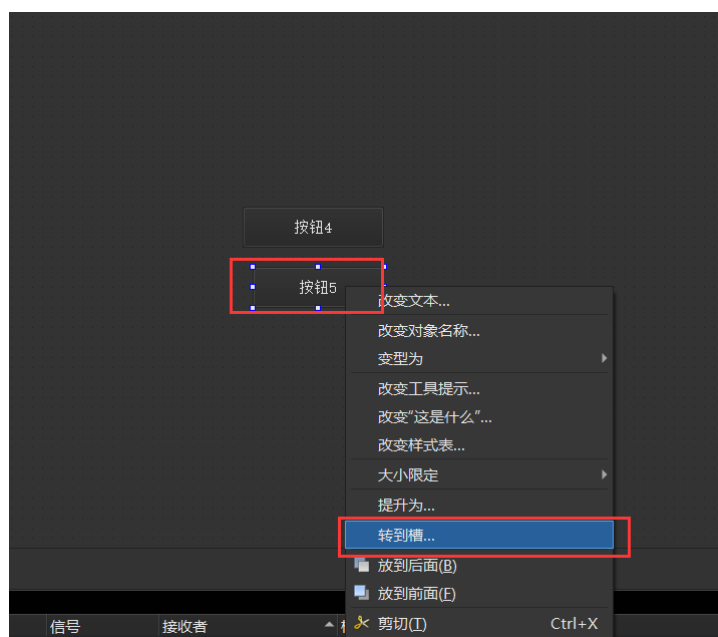 按钮4
按钮5
改变文本...
改变对象名称...
变型为
改变工具提示...
改变“这是什么”...
改变样式表...
大小限定
提升为...
转到槽...
放到后面(B)
放到前面(F)
信号 接收者
剪切(T) Ctrl+X